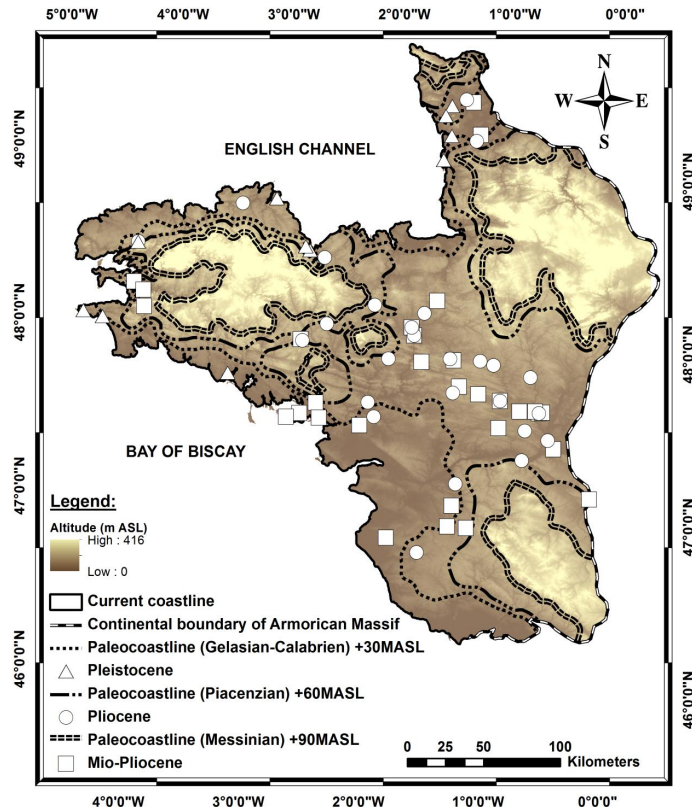 5°0'0"W 4°0'0"W 3°0'0"W 2°0'0"W 1°0'0"W 0°0'0"
N
W E
S
49°0'0"N 49°0'0"N
ENGLISH CHANNEL
48°0'0"N 48°0'0"N
BAY OF BISCAY
47°0'0"N 47°0'0"N
46°0'0"N 46°0'0"N
Legend:
Altitude (m ASL)
High : 416
Low : 0
Current coastline
Continental boundary of Armorican Massif
Paleocoastline (Gelasian-Calabrien) +30MASL
Pleistocene
Paleocoastline (Piacenzian) +60MASL
Pliocene
Paleocoastline (Messinian) +90MASL
Mio-Pliocene
0 25 50 100
Kilometers
4°0'0"W 3°0'0"W 2°0'0"W 1°0'0"W 0°0'0"